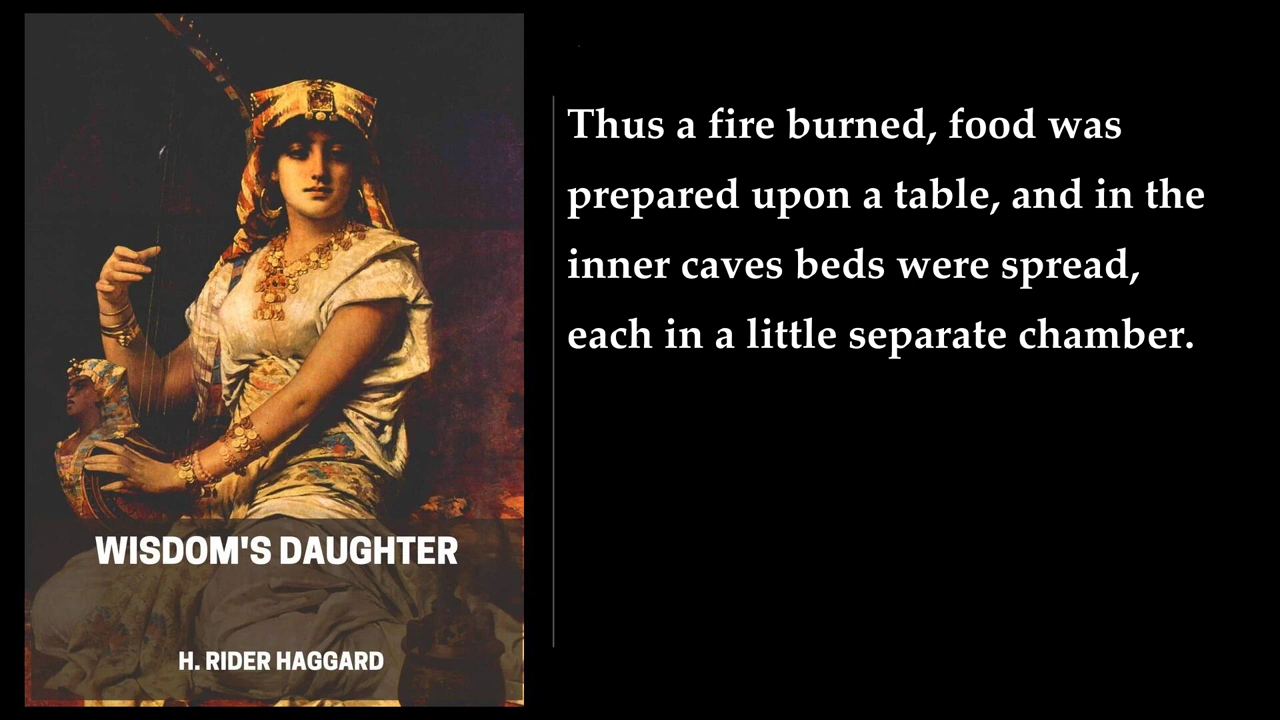 WISDOM'S DAUGHTER
H. RIDER HAGGARD
Thus a fire burned, food was
prepared upon a table, and in the
inner caves beds were spread,
each in a little separate chamber.